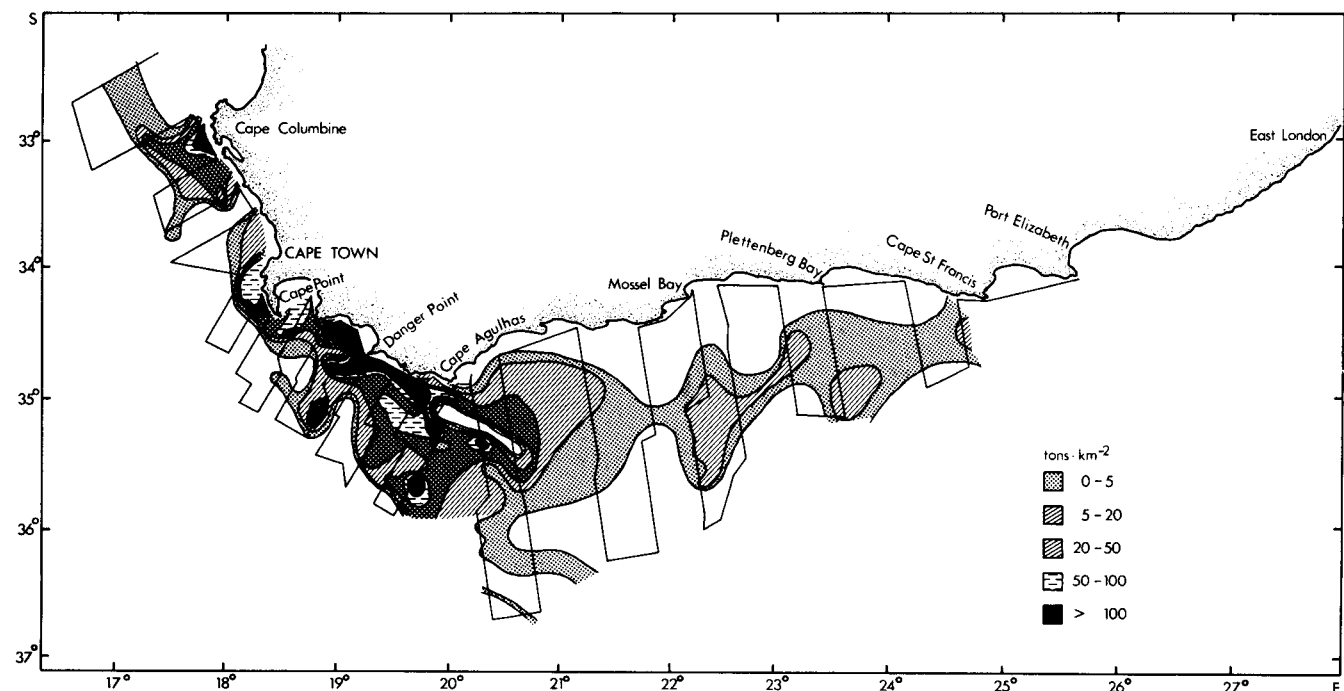 S
33°
34°
35°
36°
37°
Cape Columbine
CAPE TOWN
Cape Point
Danger Point
Cape Agulhas
Mossel Bay
Plettenberg Bay
Cape St Francis
Port Elizabeth
East London
tons·km⁻²
0–5
5–20
20–50
50–100
> 100
17° 18° 19° 20° 21° 22° 23° 24° 25° 26° 27° E